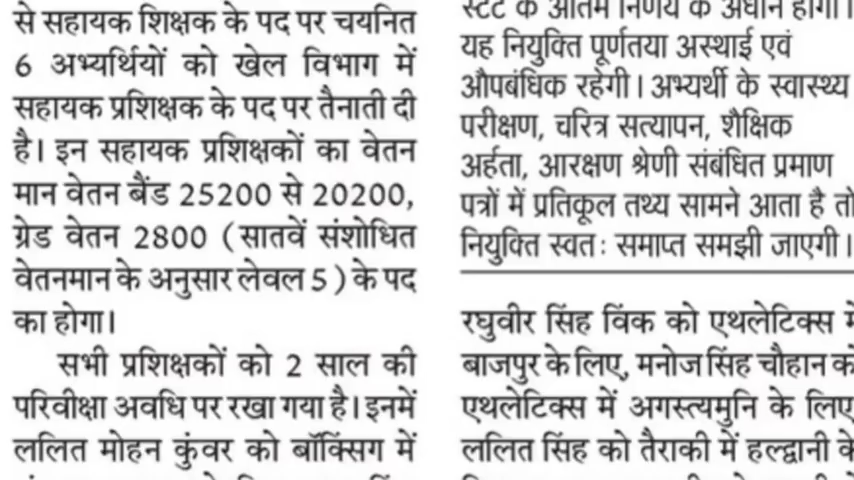 से सहायक शिक्षक के पद पर चयनित
6 अभ्यर्थियों को खेल विभाग में
सहायक प्रशिक्षक के पद पर तैनाती दी
है। इन सहायक प्रशिक्षकों का वेतन
मान वेतन बैंड 25200 से 20200,
ग्रेड वेतन 2800 (सातवें संशोधित
वेतनमान के अनुसार लेवल 5) के पद
का होगा।
सभी प्रशिक्षकों को 2 साल की
परिवीक्षा अवधि पर रखा गया है। इनमें
ललित मोहन कुंवर को बॉक्सिंग में
स्टेट के अंतिम निर्णय के अधीन होगी।
यह नियुक्ति पूर्णतया अस्थाई एवं
औपबंधिक रहेगी। अभ्यर्थी के स्वास्थ्य
परीक्षण, चरित्र सत्यापन, शैक्षिक
अर्हता, आरक्षण श्रेणी संबंधित प्रमाण
पत्रों में प्रतिकूल तथ्य सामने आता है तो
नियुक्ति स्वतः समाप्त समझी जाएगी।
रघुवीर सिंह विंक को एथलेटिक्स में
बाजपुर के लिए, मनोज सिंह चौहान को
एथलेटिक्स में अगस्त्यमुनि के लिए
ललित सिंह को तैराकी में हल्द्वानी के